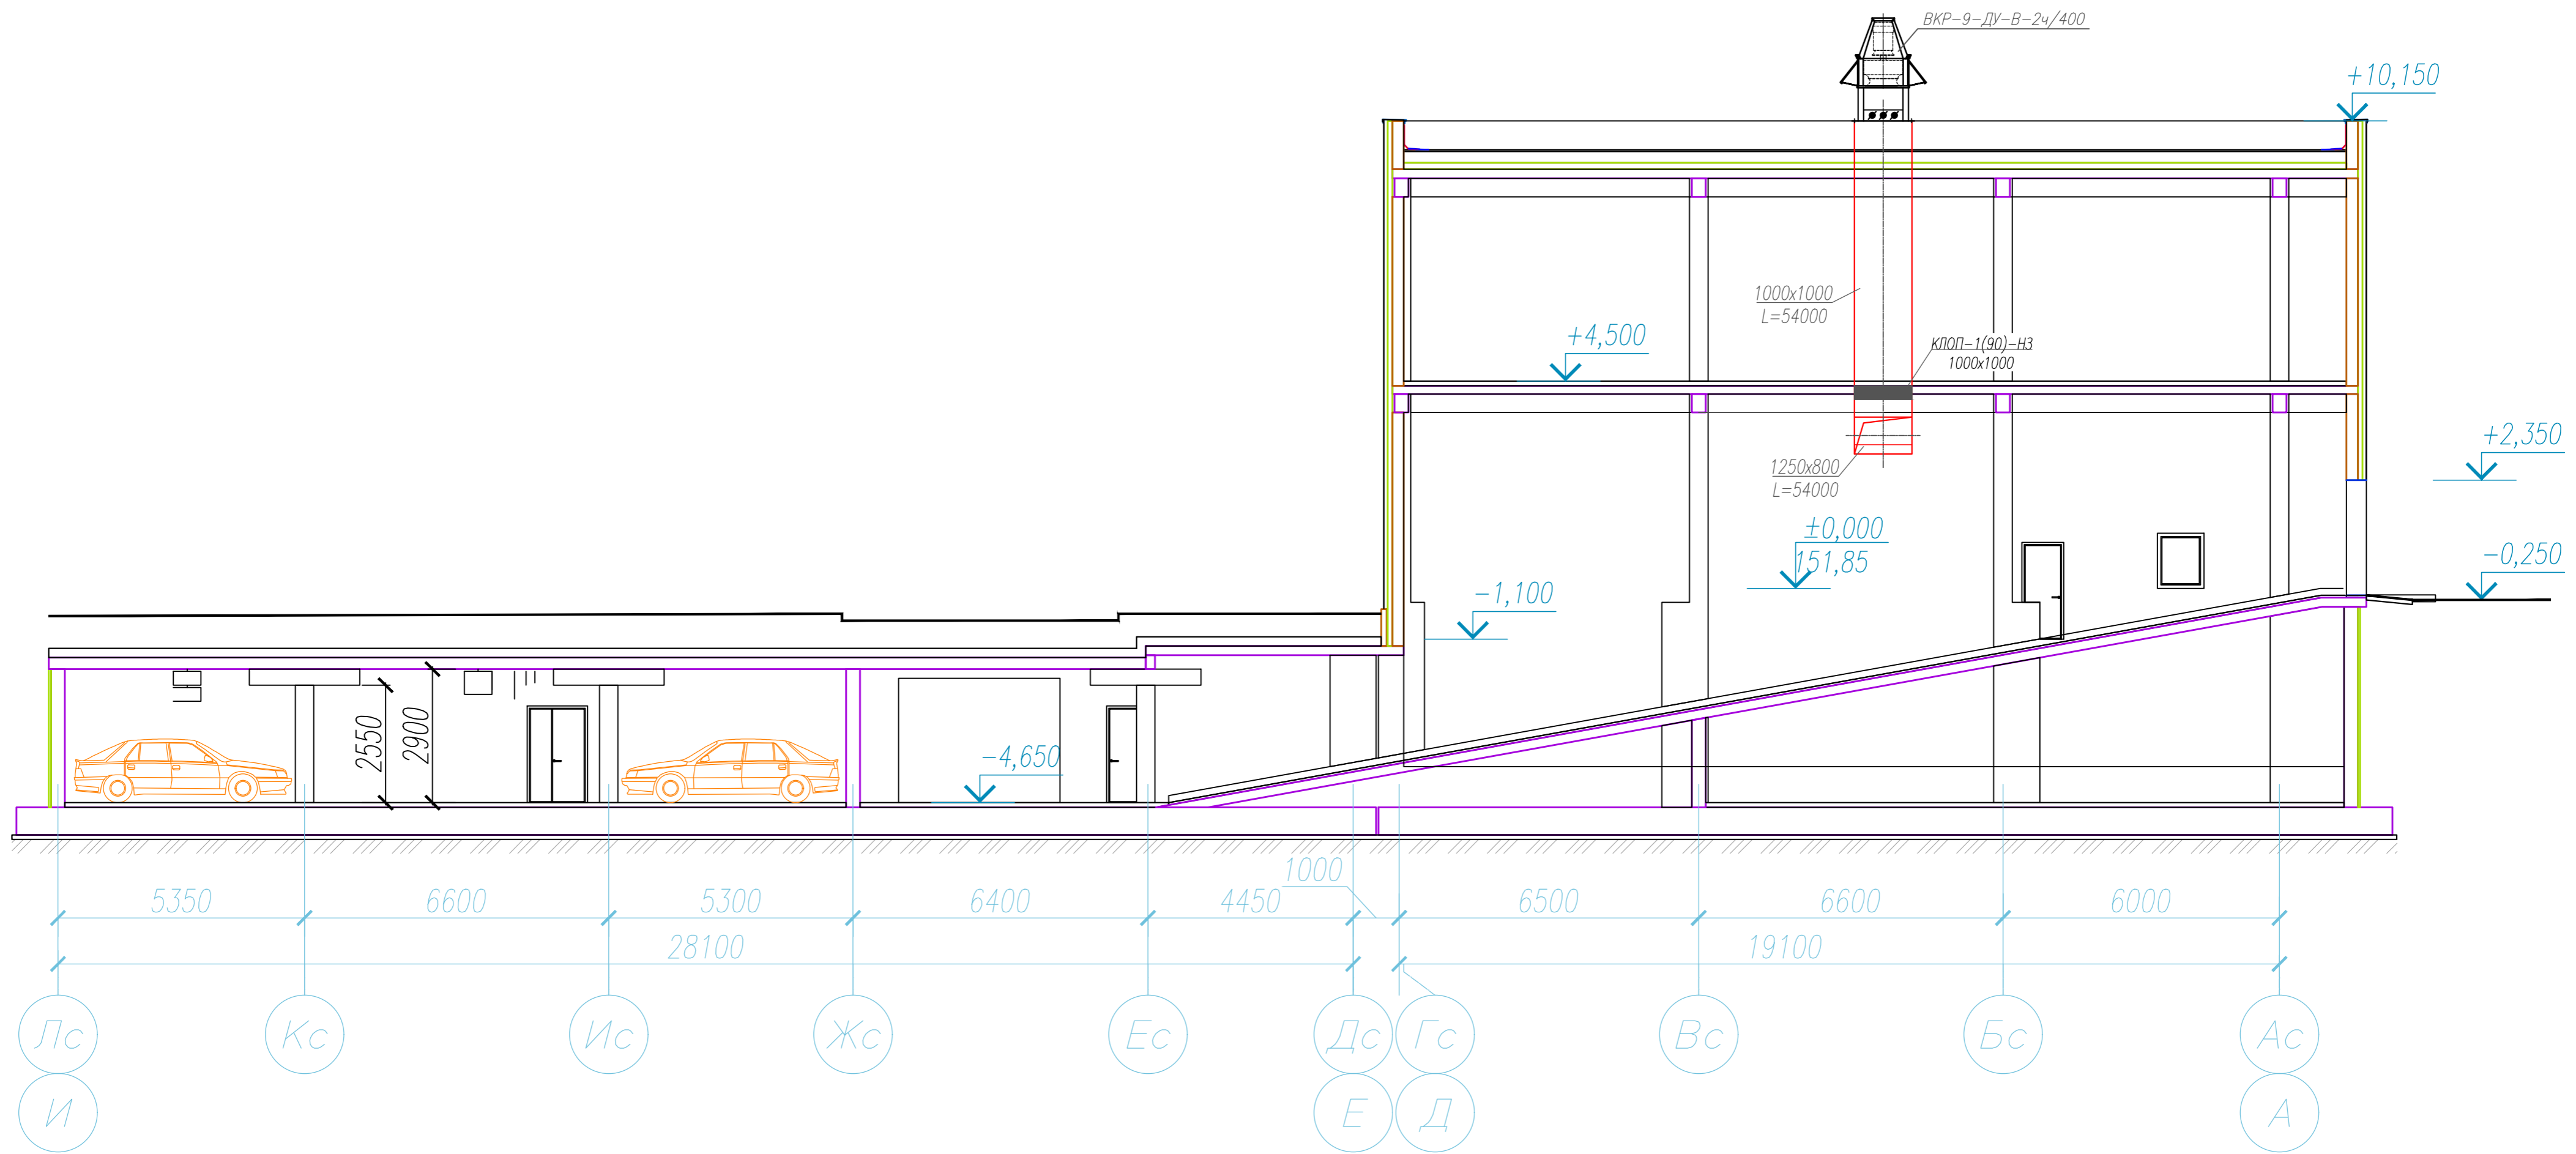 ВКР-9-ДУ-В-2ч/400
+10,150
1000х1000
L=54000
+4,500
КЛОП-1(90)-НЗ
1000х1000
+2,350
1250х800
L=54000
±0,000
151,85
-0,250
-1,100
2550
2900
-4,650
1000
5350
6600
5300
6400
4450
6500
6600
6000
28100
19100
Лс
Кс
Ис
Жс
Ес
Дс
Гс
Вс
Бс
Ас
И
Е
Д
А